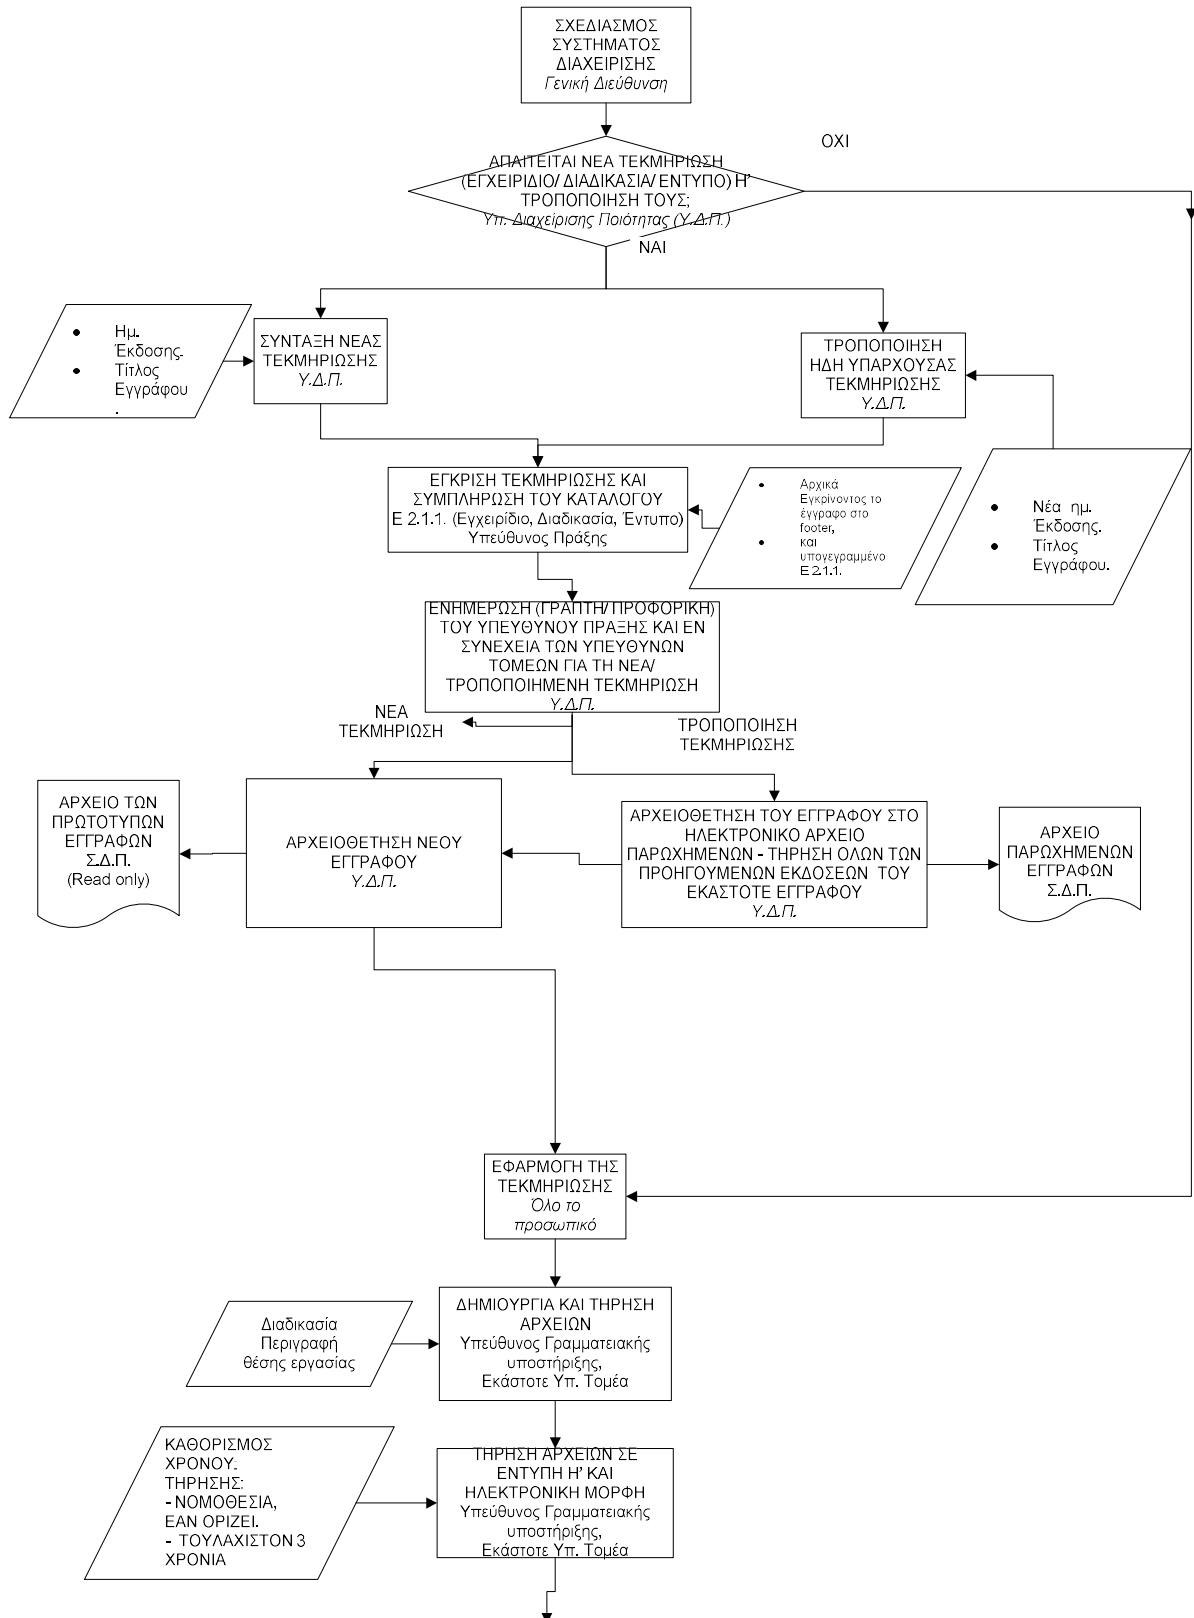 ΣΧΕΔΙΑΣΜΟΣ
ΣΥΣΤΗΜΑΤΟΣ
ΔΙΑΧΕΙΡΙΣΗΣ
Γενική Διεύθυνση
ΟΧΙ
ΑΠΑΙΤΕΙΤΑΙ ΝΕΑ ΤΕΚΜΗΡΙΩΣΗ
(ΕΓΧΕΙΡΙΔΙΟ/ ΔΙΑΔΙΚΑΣΙΑ/ ΕΝΤΥΠΟ) Η'
ΤΡΟΠΟΠΟΙΗΣΗ ΤΟΥΣ;
Υπ. Διαχείρισης Ποιότητας (Υ.Δ.Π.)
ΝΑΙ
• Ημ.
Έκδοσης.
• Τίτλος
Εγγράφου
.
ΣΥΝΤΑΞΗ ΝΕΑΣ
ΤΕΚΜΗΡΙΩΣΗΣ
Υ.Δ.Π.
ΤΡΟΠΟΠΟΙΗΣΗ
ΗΔΗ ΥΠΑΡΧΟΥΣΑΣ
ΤΕΚΜΗΡΙΩΣΗΣ
Υ.Δ.Π.
ΕΓΚΡΙΣΗ ΤΕΚΜΗΡΙΩΣΗΣ ΚΑΙ
ΣΥΜΠΛΗΡΩΣΗ ΤΟΥ ΚΑΤΑΛΟΓΟΥ
Ε 2.1.1. (Εγχειρίδιο, Διαδικασία, Έντυπο)
Υπεύθυνος Πράξης
• Αρχικά
Εγκρίνοντος το
έγγραφο στο
footer,
• και
υπογεγραμμένο
Ε 2.1.1.
• Νέα ημ.
Έκδοσης.
• Τίτλος
Εγγράφου.
ΕΝΗΜΕΡΩΣΗ (ΓΡΑΠΤΗ/ ΠΡΟΦΟΡΙΚΗ)
ΤΟΥ ΥΠΕΥΘΥΝΟΥ ΠΡΑΞΗΣ ΚΑΙ ΕΝ
ΣΥΝΕΧΕΙΑ ΤΩΝ ΥΠΕΥΘΥΝΩΝ
ΤΟΜΕΩΝ ΓΙΑ ΤΗ ΝΕΑ/
ΤΡΟΠΟΠΟΙΗΜΕΝΗ ΤΕΚΜΗΡΙΩΣΗ
Υ.Δ.Π.
ΝΕΑ
ΤΕΚΜΗΡΙΩΣΗ
ΤΡΟΠΟΠΟΙΗΣΗ
ΤΕΚΜΗΡΙΩΣΗΣ
ΑΡΧΕΙΟ ΤΩΝ
ΠΡΩΤΟΤΥΠΩΝ
ΕΓΓΡΑΦΩΝ
Σ.Δ.Π.
(Read only)
ΑΡΧΕΙΟΘΕΤΗΣΗ ΝΕΟΥ
ΕΓΓΡΑΦΟΥ
Υ.Δ.Π.
ΑΡΧΕΙΟΘΕΤΗΣΗ ΤΟΥ ΕΓΓΡΑΦΟΥ ΣΤΟ
ΗΛΕΚΤΡΟΝΙΚΟ ΑΡΧΕΙΟ
ΠΑΡΩΧΗΜΕΝΩΝ - ΤΗΡΗΣΗ ΟΛΩΝ ΤΩΝ
ΠΡΟΗΓΟΥΜΕΝΩΝ ΕΚΔΟΣΕΩΝ ΤΟΥ
ΕΚΑΣΤΟΤΕ ΕΓΓΡΑΦΟΥ
Υ.Δ.Π.
ΑΡΧΕΙΟ
ΠΑΡΩΧΗΜΕΝΩΝ
ΕΓΓΡΑΦΩΝ
Σ.Δ.Π.
ΕΦΑΡΜΟΓΗ ΤΗΣ
ΤΕΚΜΗΡΙΩΣΗΣ
Όλο το
προσωπικό
ΔΗΜΙΟΥΡΓΙΑ ΚΑΙ ΤΗΡΗΣΗ
ΑΡΧΕΙΩΝ
Υπεύθυνος Γραμματειακής
υποστήριξης,
Εκάστοτε Υπ. Τομέα
Διαδικασία
Περιγραφή
θέσης εργασίας
ΚΑΘΟΡΙΣΜΟΣ
ΧΡΟΝΟΥ:
ΤΗΡΗΣΗΣ:
- ΝΟΜΟΘΕΣΙΑ,
ΕΑΝ ΟΡΙΖΕΙ.
- ΤΟΥΛΑΧΙΣΤΟΝ 3
ΧΡΟΝΙΑ
ΤΗΡΗΣΗ ΑΡΧΕΙΩΝ ΣΕ
ΕΝΤΥΠΗ Η' ΚΑΙ
ΗΛΕΚΤΡΟΝΙΚΗ ΜΟΡΦΗ
Υπεύθυνος Γραμματειακής
υποστήριξης,
Εκάστοτε Υπ. Τομέα